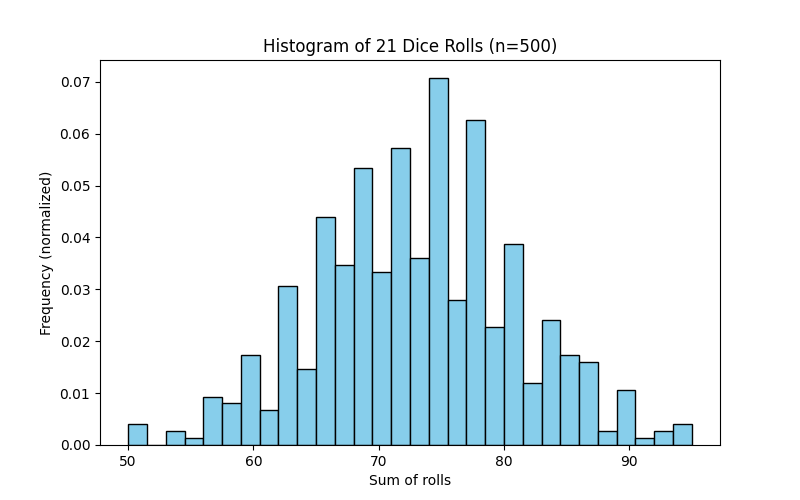 Histogram of 21 Dice Rolls (n=500)
Frequency (normalized)
0.07
0.06
0.05
0.04
0.03
0.02
0.01
0.00
50 60 70 80 90
Sum of rolls